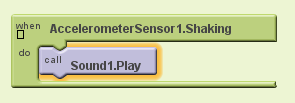 when AccelerometerSensor1.Shaking
do call Sound1.Play